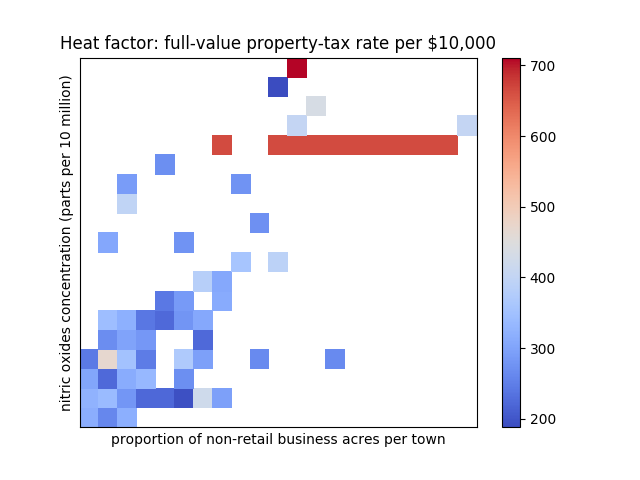 Heat factor: full-value property-tax rate per $10,000
nitric oxides concentration (parts per 10 million)
proportion of non-retail business acres per town
700
600
500
400
300
200